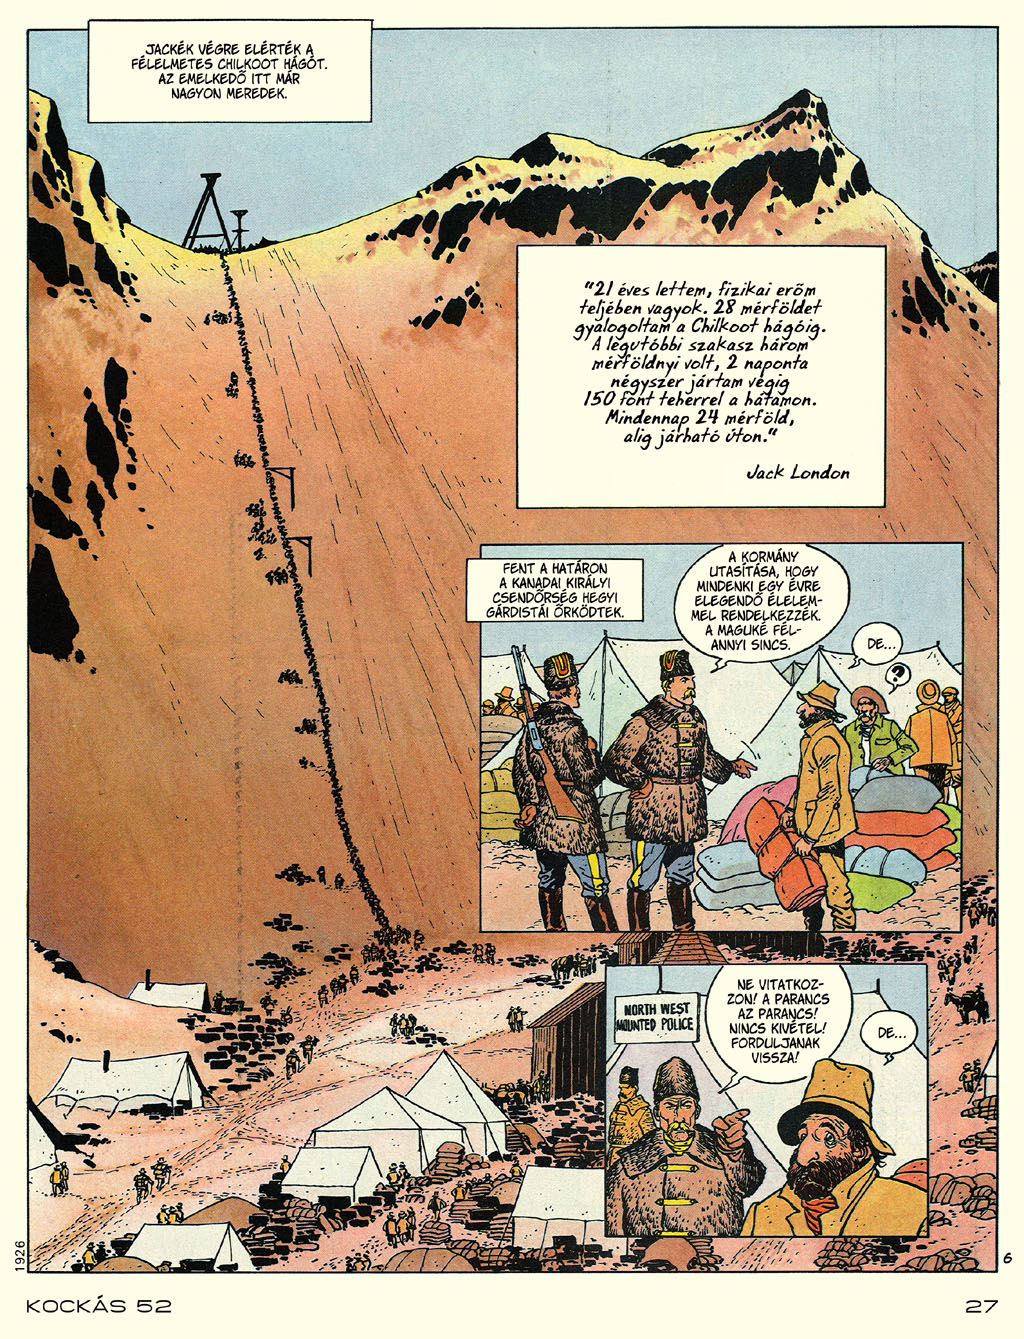 JACKÉK VÉGRE ELÉRTÉK A
FÉLELMETES CHILKOOT HÁGÓT.
AZ EMELKEDŐ ITT MÁR
NAGYON MEREDEK.
"21 éves lettem, fizikai erőm
teljében vagyok. 28 mérföldet
gyalogoltam a Chilkoot hágóig.
A legutóbbi szakasz három
mérföldnyi volt, 2 naponta
négyszer jártam végig
150 font teherrel a hátamon.
Mindennap 24 mérföld,
alig járható úton."
Jack London
FENT A HATÁRON
A KANADAI KIRÁLYI
CSENDŐRSÉG HEGYI
GÁRDISTÁI ŐRKÖDTEK.
A KORMÁNY
UTASÍTÁSA, HOGY
MINDENKI EGY ÉVRE
ELEGENDŐ ÉLELEM-
MEL RENDELKEZZÉK.
A MAGUKÉ FÉL-
ANNYI SINCS.
DE...
?
NORTH WEST
MOUNTED POLICE
NE VITATKOZ-
ZON! A PARANCS
AZ PARANCS!
NINCS KIVÉTEL!
FORDULJANAK
VISSZA!
DE...
1926
6
KOCKÁS 52
27